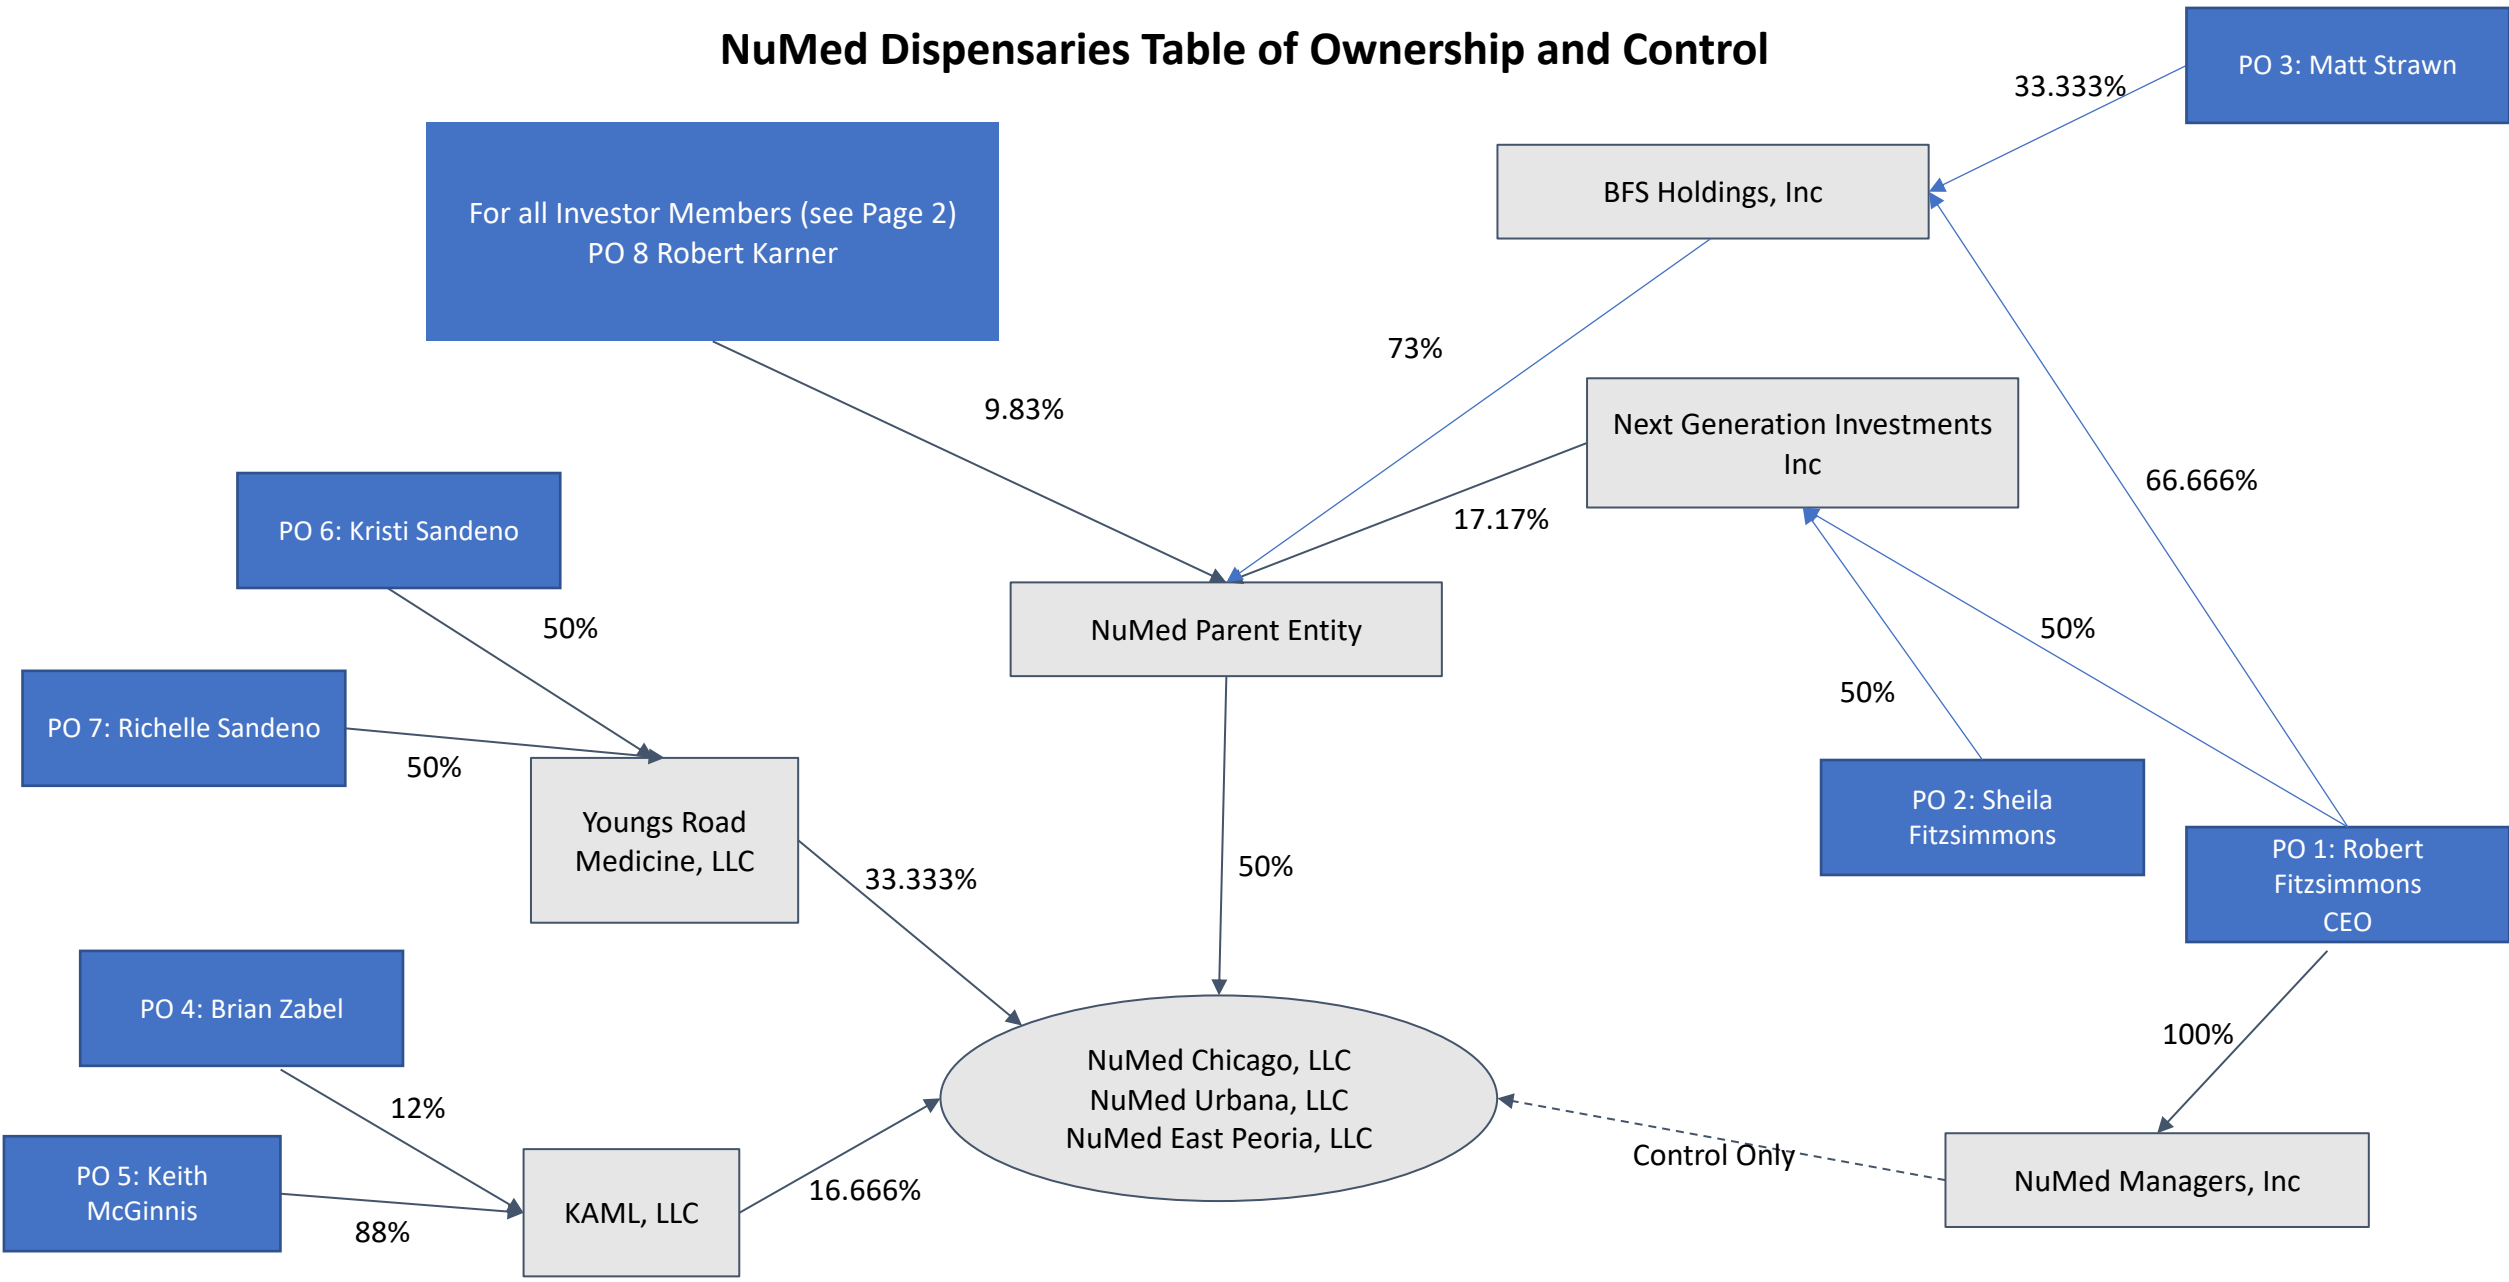 NuMed Dispensaries Table of Ownership and Control
PO 3: Matt Strawn
33.333%
For all Investor Members (see Page 2)
PO 8 Robert Karner
BFS Holdings, Inc
73%
9.83%
Next Generation Investments
Inc
66.666%
17.17%
PO 6: Kristi Sandeno
50%
NuMed Parent Entity
50%
PO 7: Richelle Sandeno
50%
50%
Youngs Road
Medicine, LLC
PO 2: Sheila
Fitzsimmons
PO 1: Robert
Fitzsimmons
CEO
33.333%
50%
PO 4: Brian Zabel
100%
12%
NuMed Chicago, LLC
NuMed Urbana, LLC
NuMed East Peoria, LLC
Control Only
PO 5: Keith
McGinnis
88%
KAML, LLC
16.666%
NuMed Managers, Inc